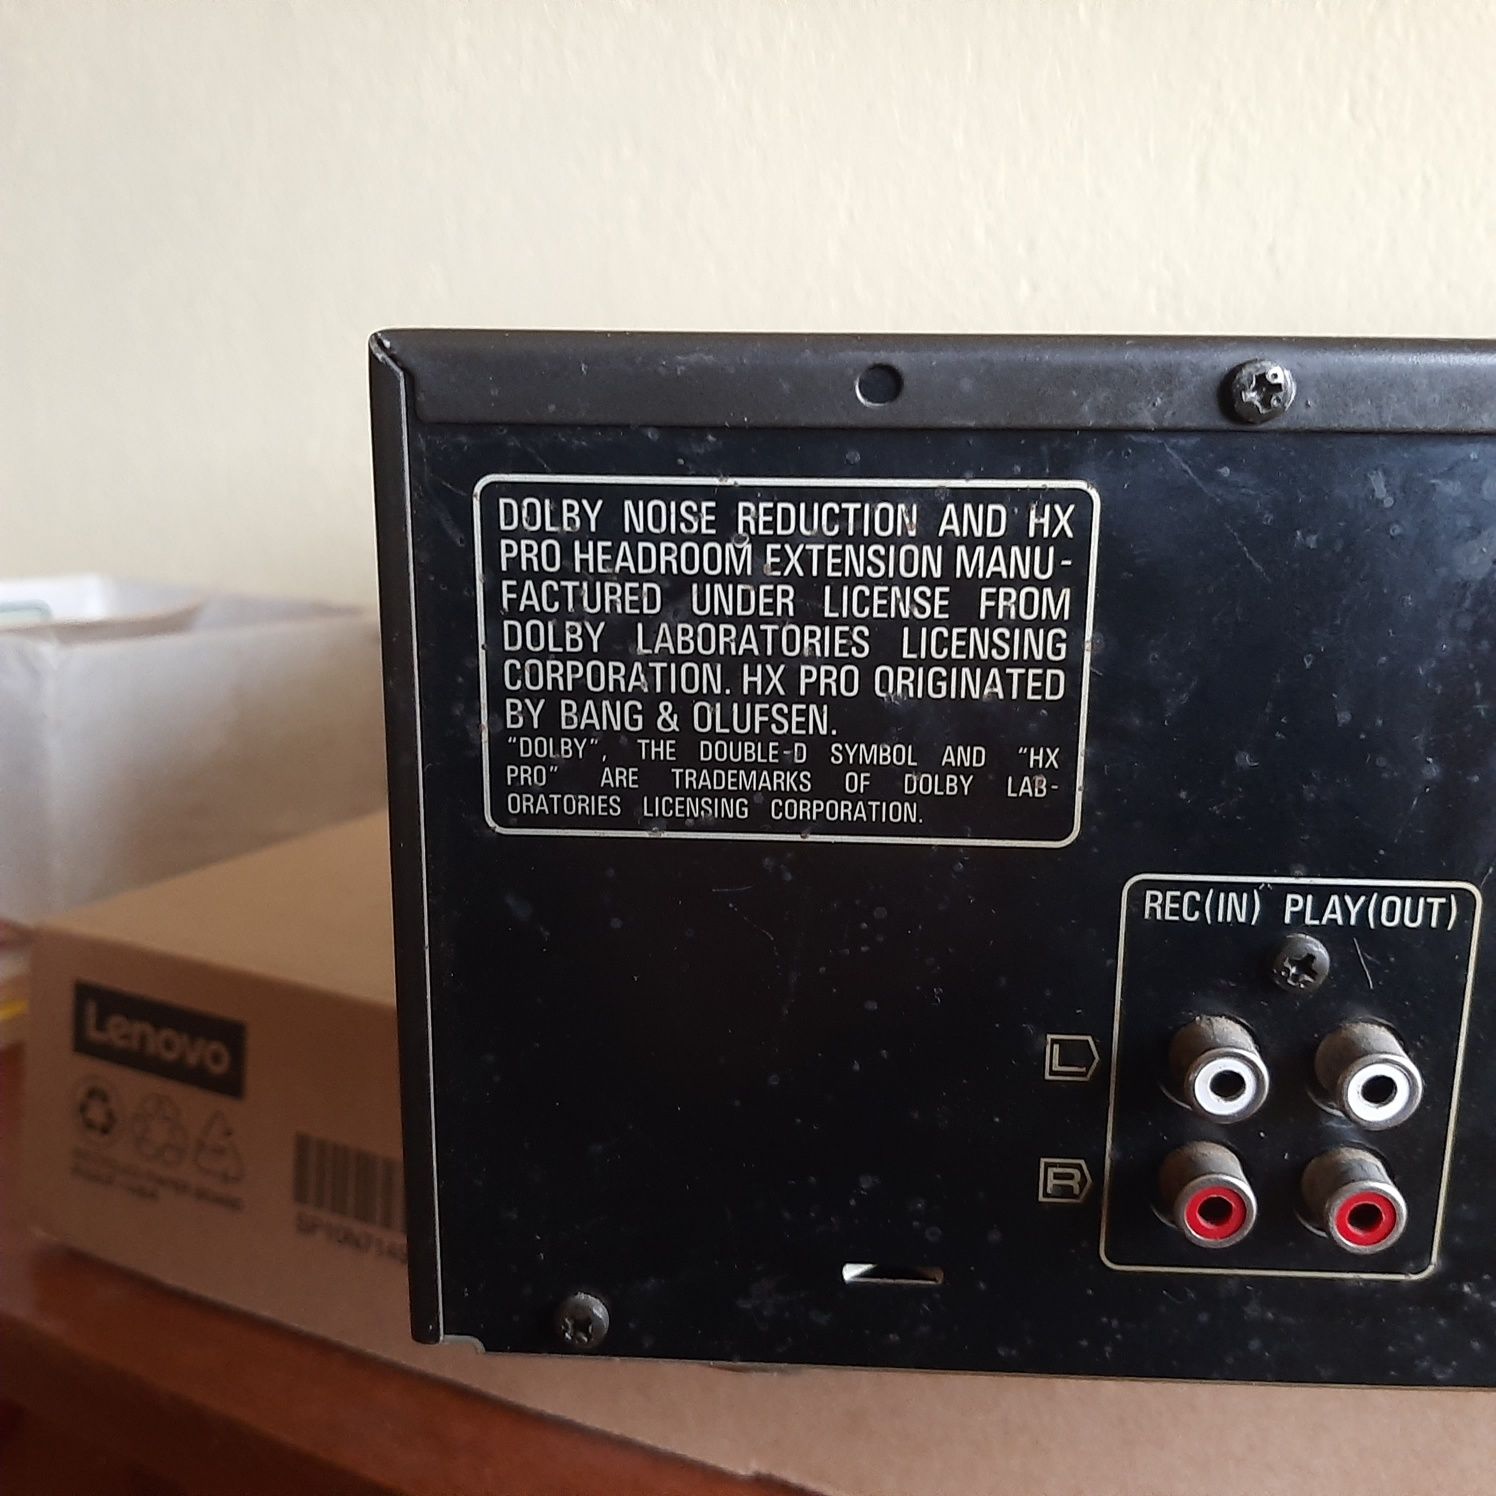 DOLBY NOISE REDUCTION AND HX
PRO HEADROOM EXTENSION MANU-
FACTURED UNDER LICENSE FROM
DOLBY LABORATORIES LICENSING
CORPORATION. HX PRO ORIGINATED
BY BANG & OLUFSEN.
"DOLBY", THE DOUBLE-D SYMBOL AND "HX
PRO" ARE TRADEMARKS OF DOLBY LAB-
ORATORIES LICENSING CORPORATION.
REC(IN) PLAY(OUT)
L
R
Lenovo